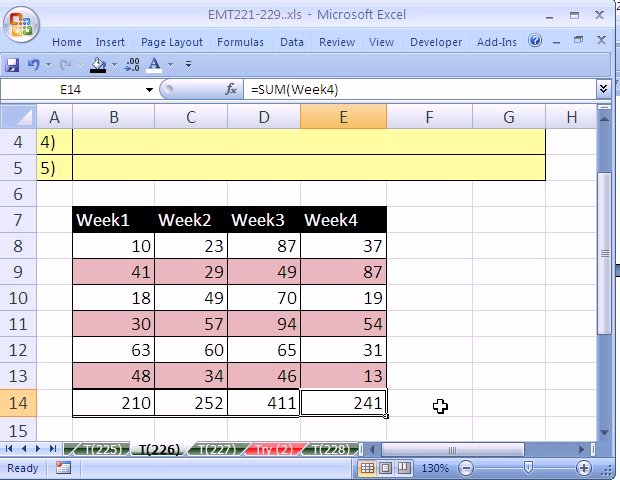 EMT221-229..xls - Microsoft Excel
Home Insert Page Layout Formulas Data Review View Developer Add-Ins
E14 fx =SUM(Week4)
A B C D E F G H
4 4)
5 5)
6
7 Week1 Week2 Week3 Week4
8 10 23 87 37
9 41 29 49 87
10 18 49 70 19
11 30 57 94 54
12 63 60 65 31
13 48 34 46 13
14 210 252 411 241
15
T(225) T(226) T(227) Try (2) T(228)
Ready 130%